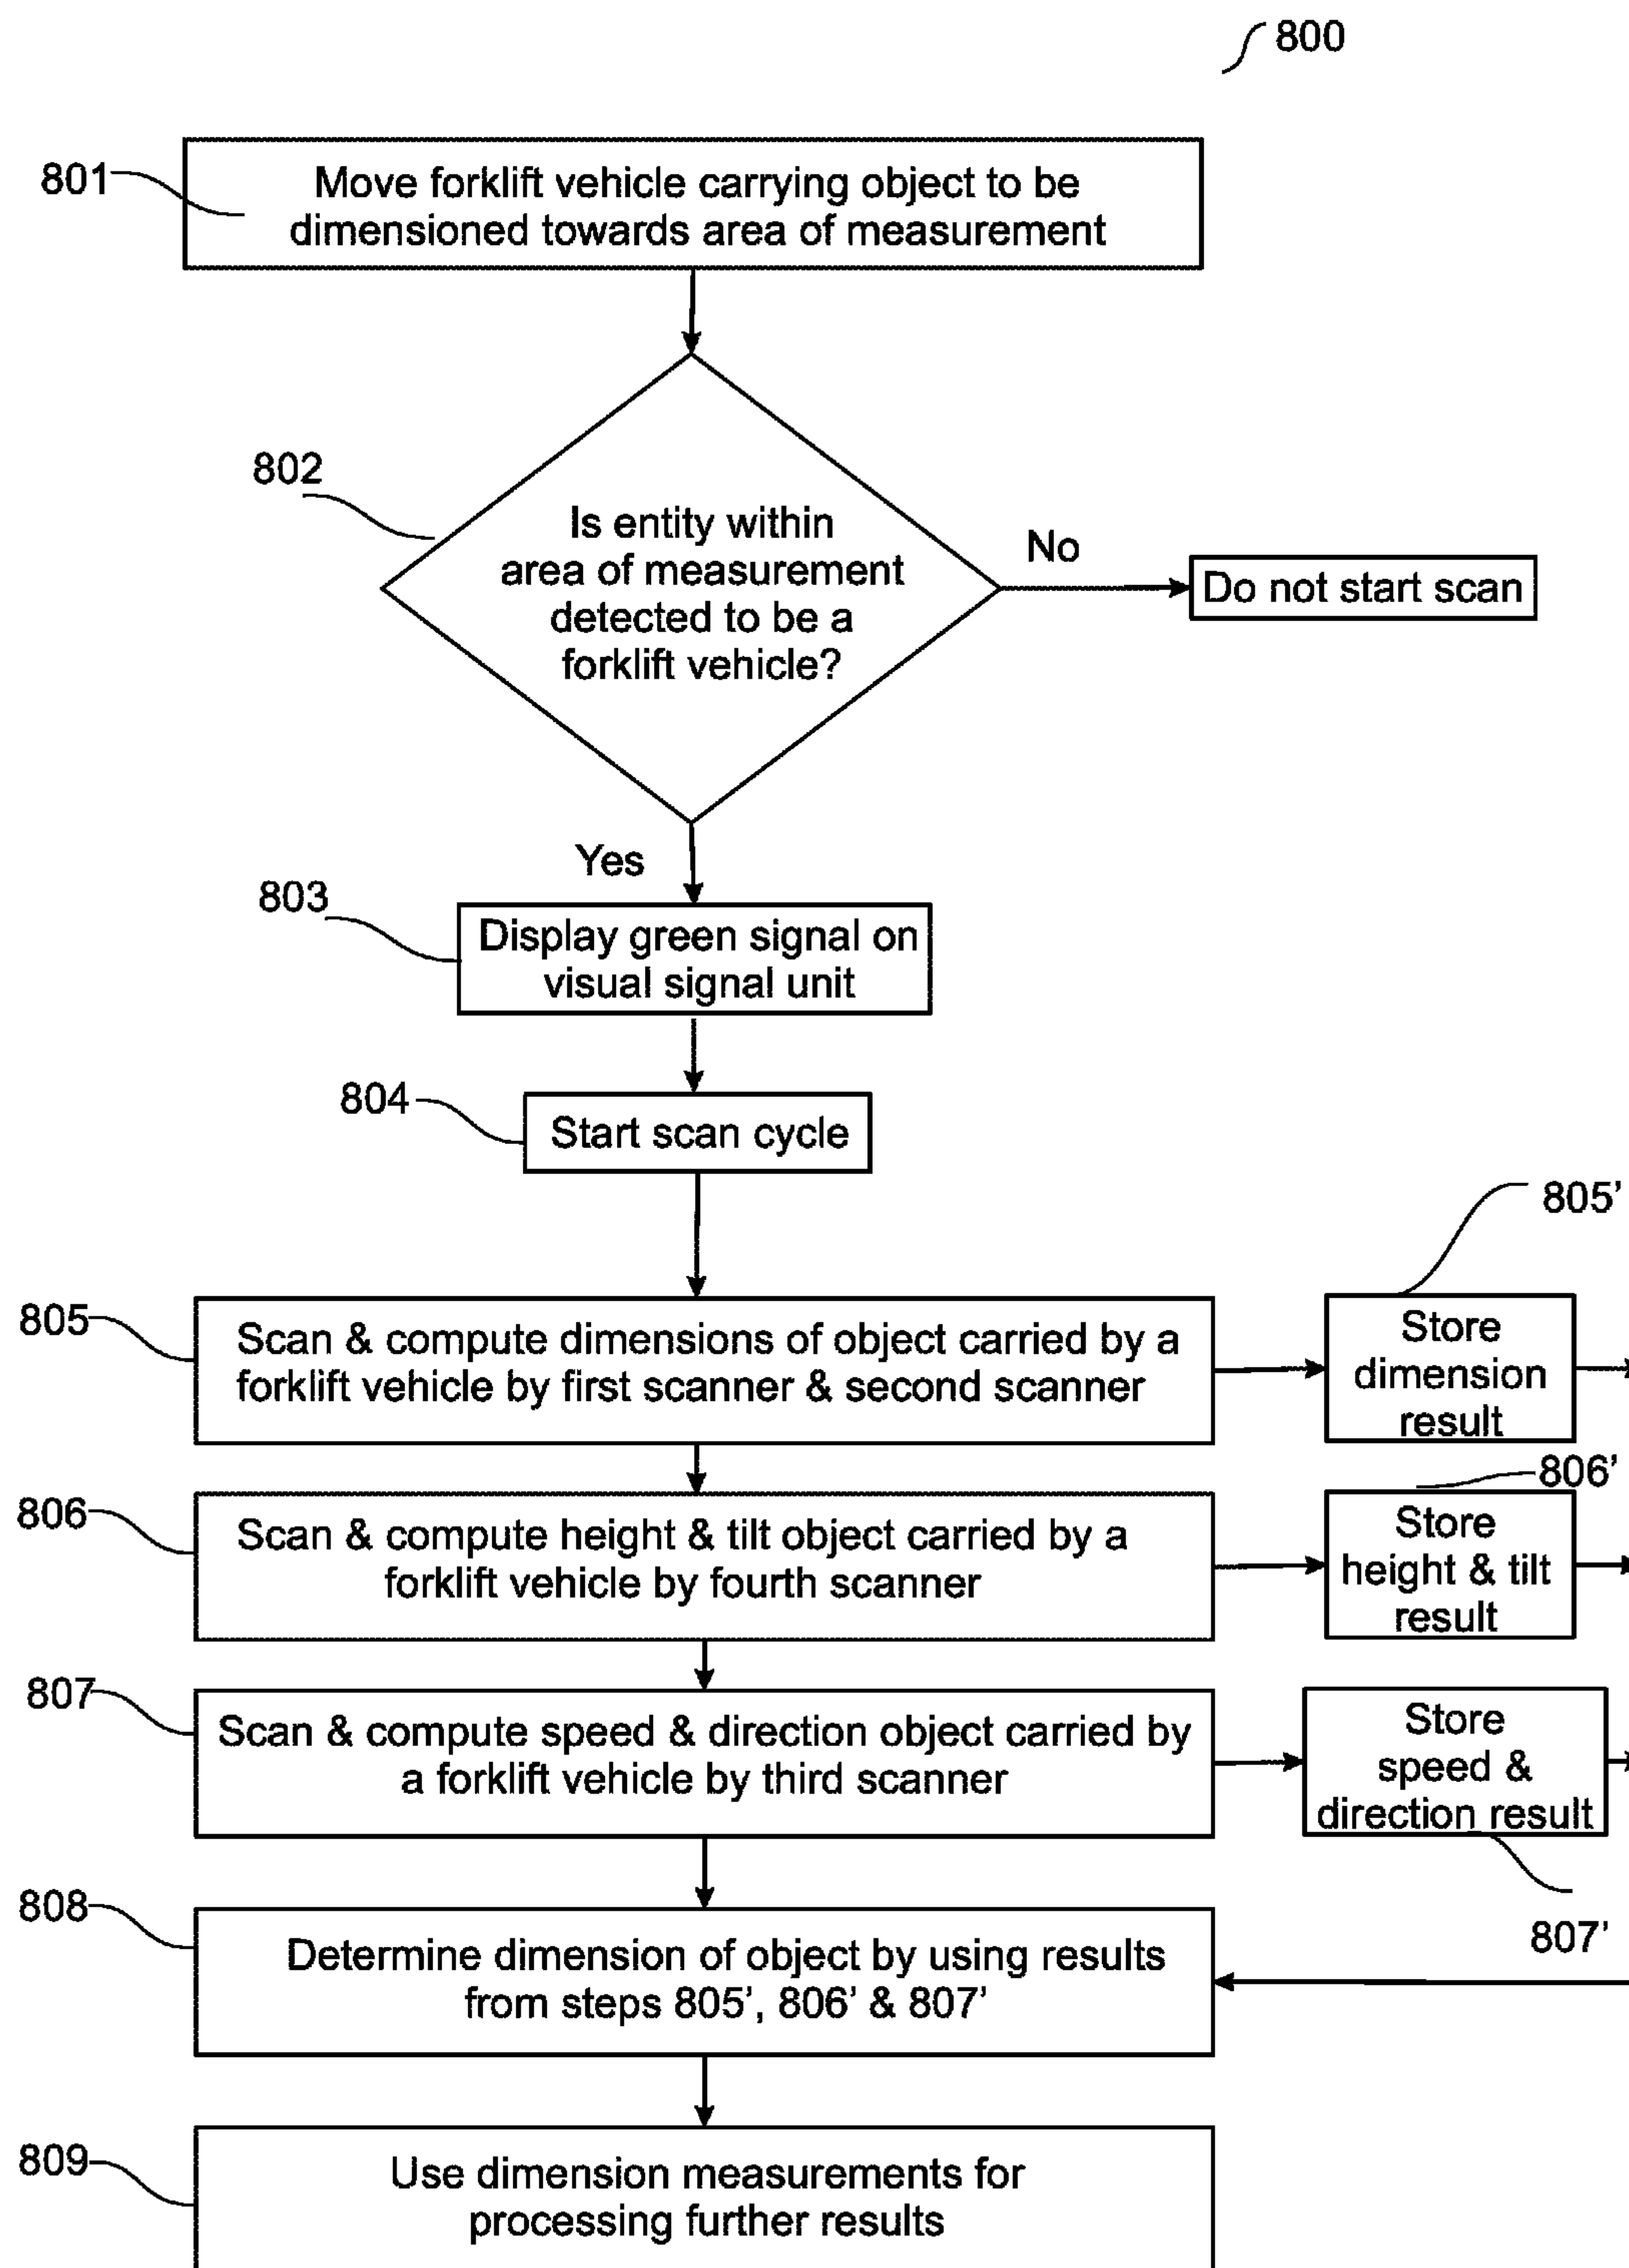 800
801
Move forklift vehicle carrying object to be
dimensioned towards area of measurement
802
Is entity within
area of measurement
detected to be a
forklift vehicle?
No
Do not start scan
Yes
803
Display green signal on
visual signal unit
804
Start scan cycle
805
Scan & compute dimensions of object carried by a
forklift vehicle by first scanner & second scanner
805’
Store
dimension
result
806
Scan & compute height & tilt object carried by a
forklift vehicle by fourth scanner
806’
Store
height & tilt
result
807
Scan & compute speed & direction object carried by
a forklift vehicle by third scanner
Store
speed &
direction result
807’
808
Determine dimension of object by using results
from steps 805’, 806’ & 807’
809
Use dimension measurements for
processing further results